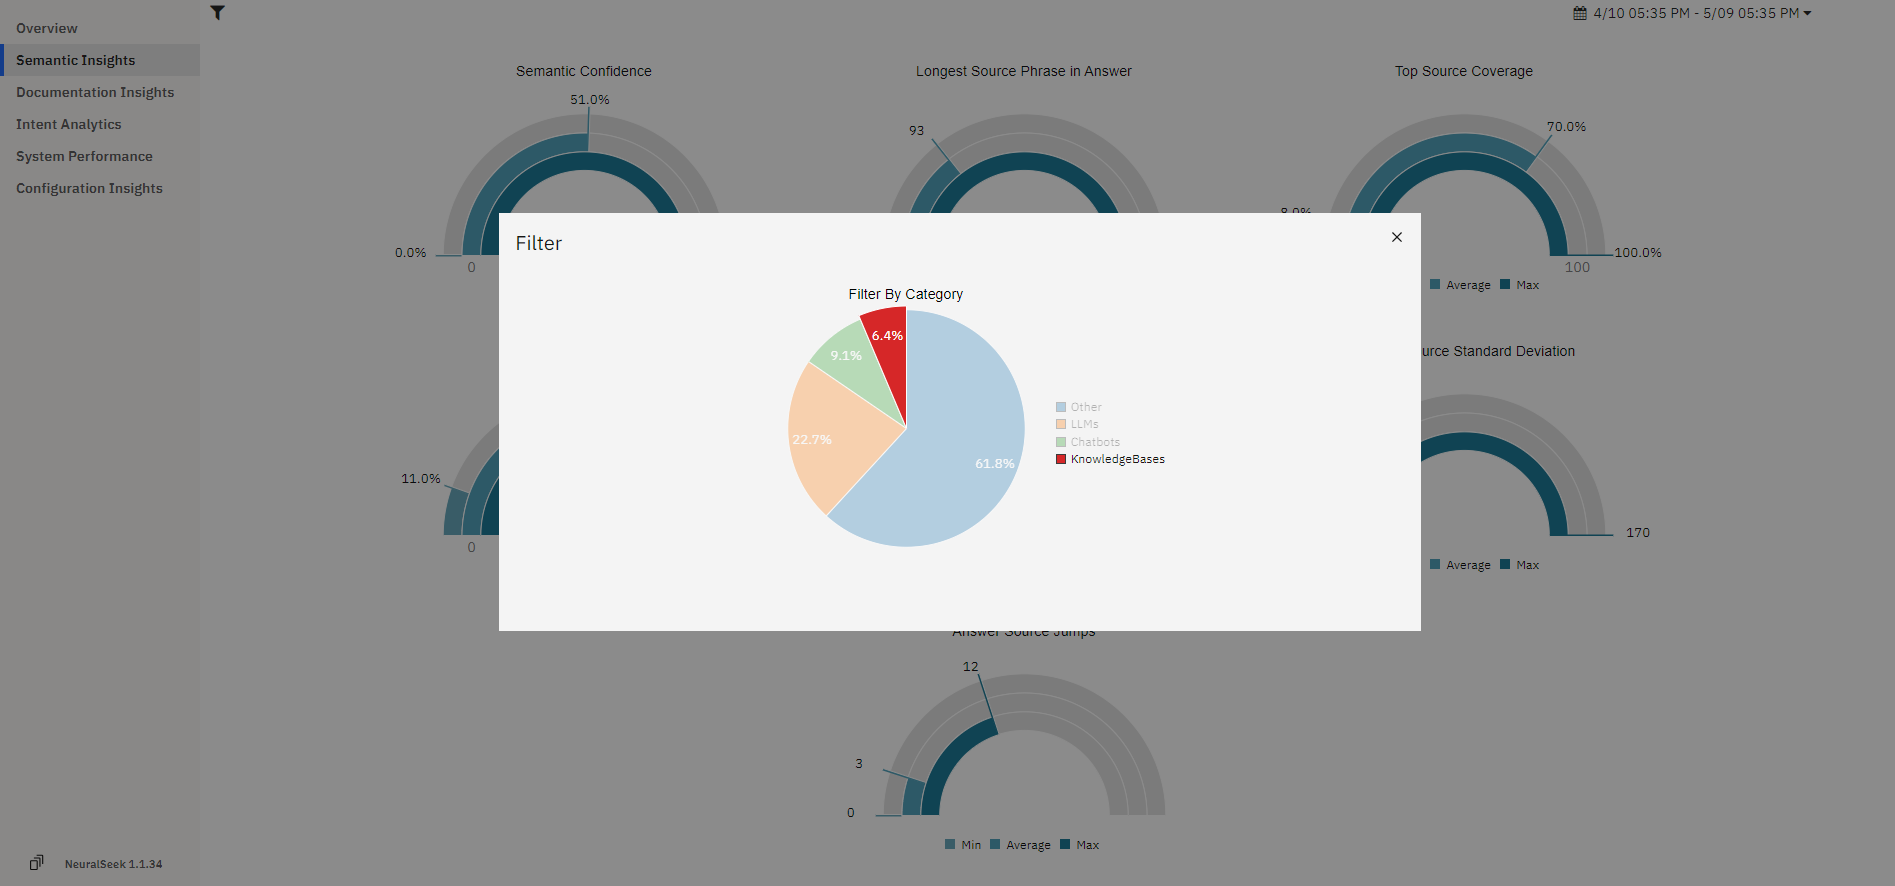 Overview
Semantic Insights
Documentation Insights
Intent Analytics
System Performance
Configuration Insights
NeuralSeek 1.1.34
4/10 05:35 PM - 5/09 05:35 PM
Semantic Confidence
51.0%
0.0%
0
Longest Source Phrase in Answer
93
Top Source Coverage
70.0%
8.0%
100.0%
100
Average Max
Filter
Filter By Category
6.4%
9.1%
22.7%
61.8%
Other
LLMs
Chatbots
KnowledgeBases
11.0%
0
urce Standard Deviation
170
Average Max
Answer Source Jumps
12
3
0
Min Average Max